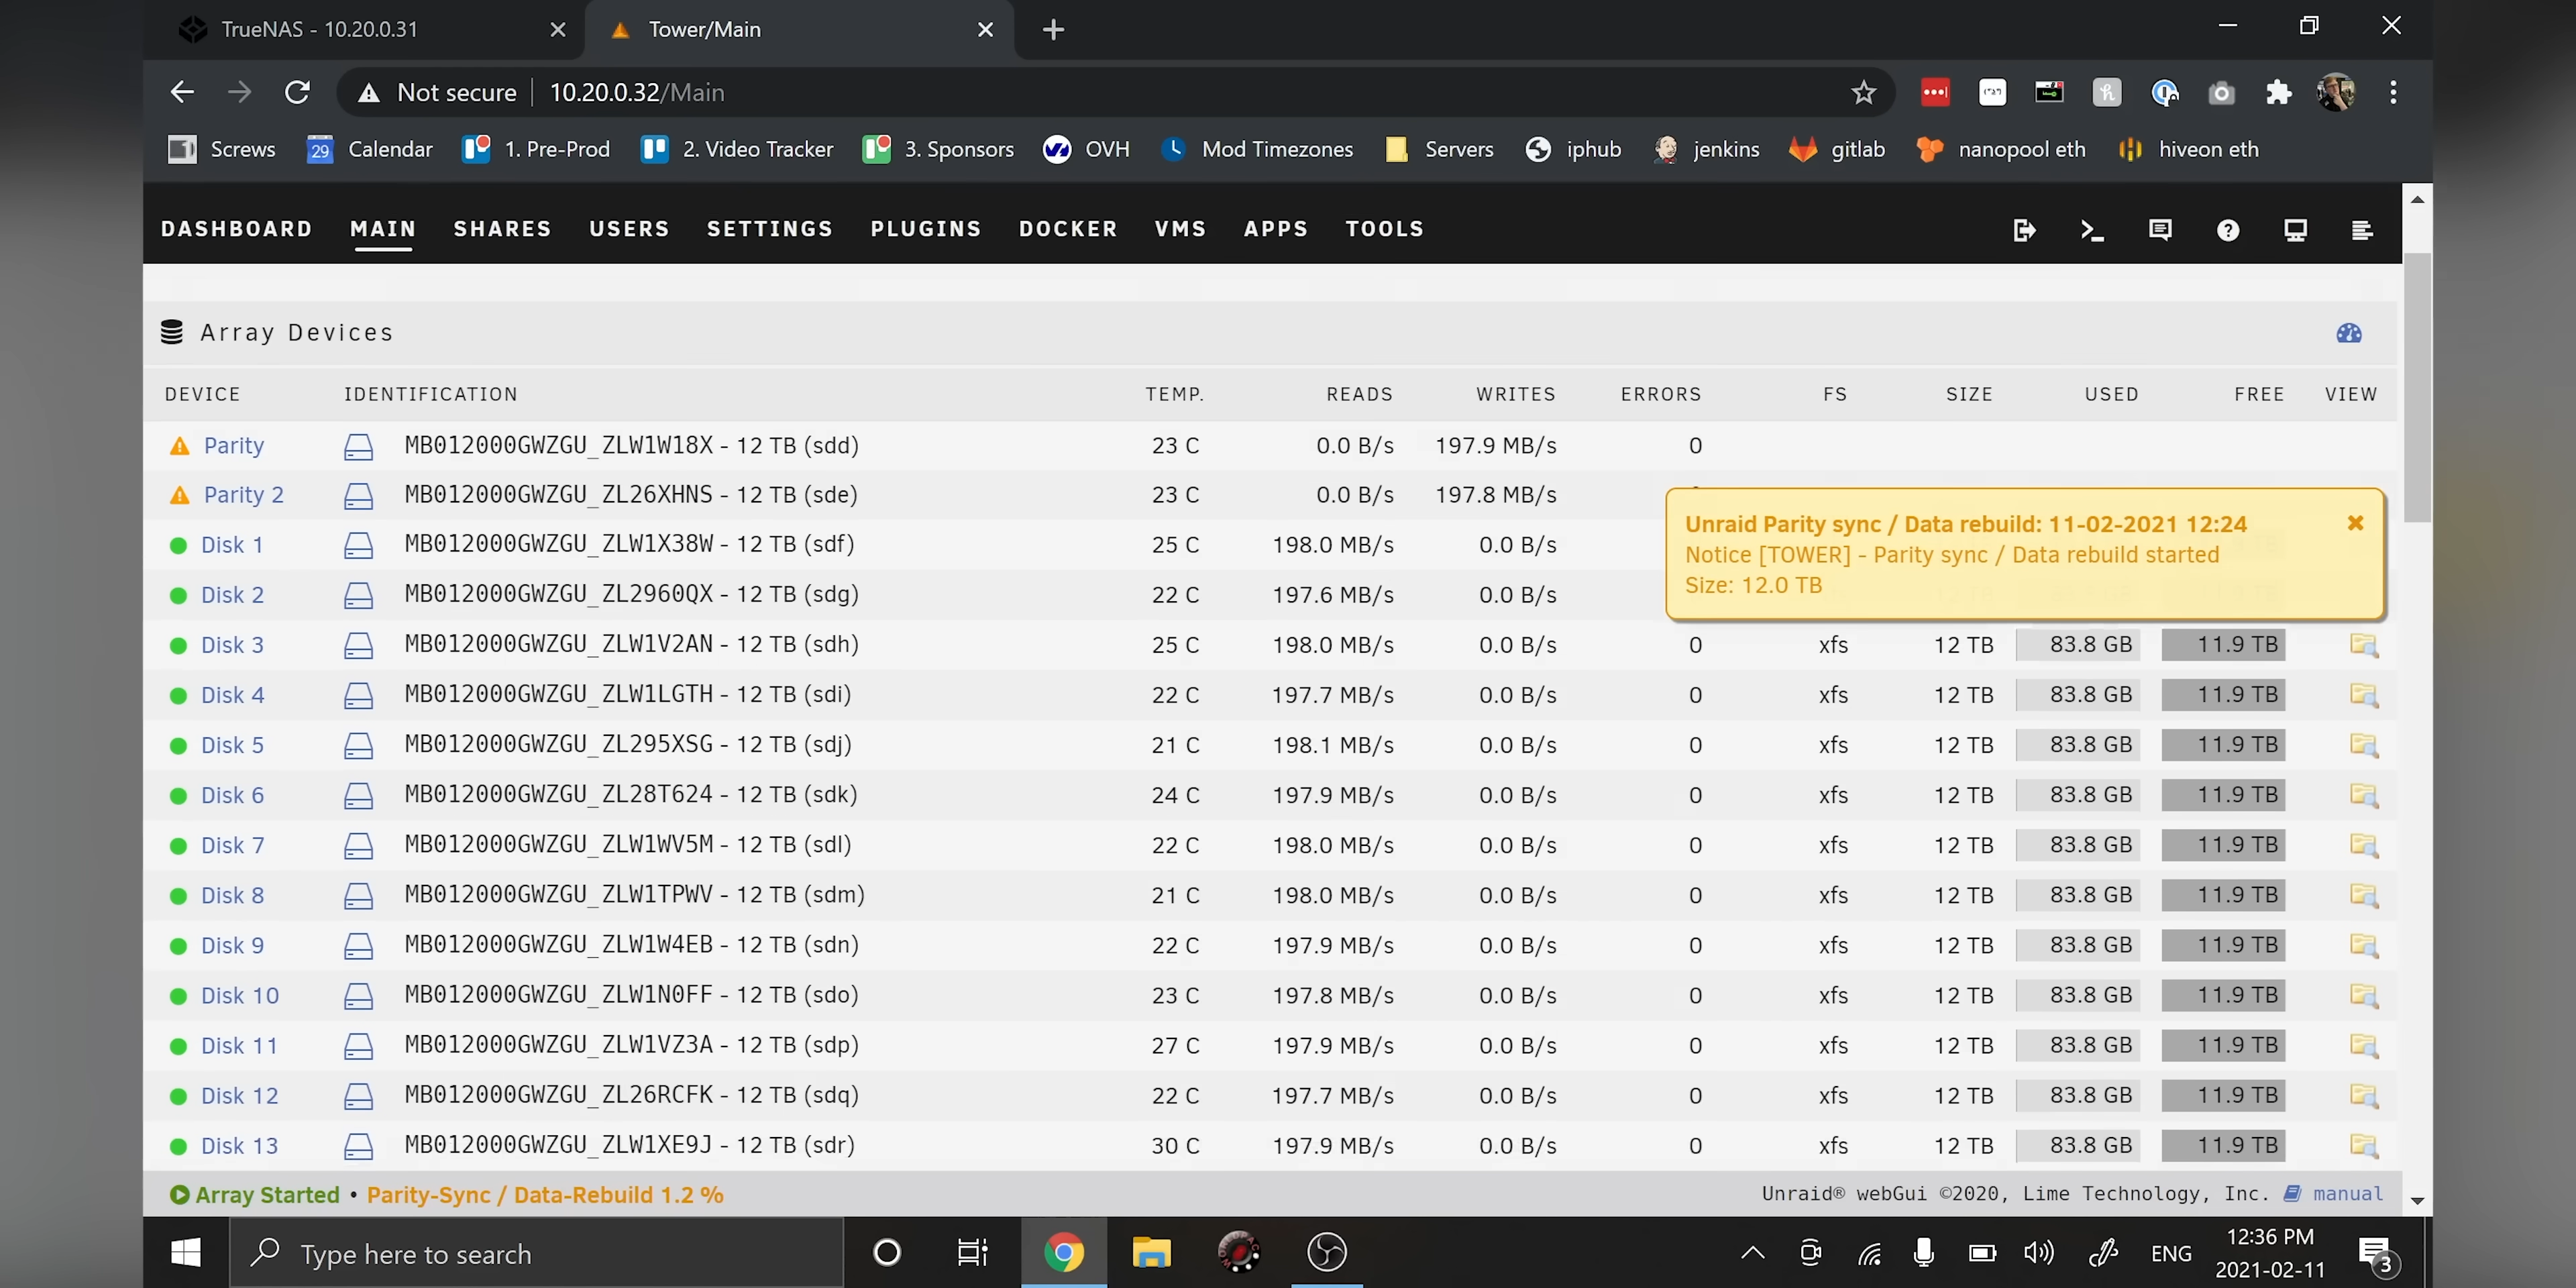 TrueNAS - 10.20.0.31
Tower/Main
Not secure 10.20.0.32/Main
Screws 29 Calendar 1. Pre-Prod 2. Video Tracker 3. Sponsors OVH Mod Timezones Servers iphub jenkins gitlab nanopool eth hiveon eth
DASHBOARD MAIN SHARES USERS SETTINGS PLUGINS DOCKER VMS APPS TOOLS
Array Devices
DEVICE IDENTIFICATION TEMP. READS WRITES ERRORS FS SIZE USED FREE VIEW
Parity MB012000GWZGU_ZLW1W18X - 12 TB (sdd) 23 C 0.0 B/s 197.9 MB/s 0
Parity 2 MB012000GWZGU_ZL26XHNS - 12 TB (sde) 23 C 0.0 B/s 197.8 MB/s
Unraid Parity sync / Data rebuild: 11-02-2021 12:24
Notice [TOWER] - Parity sync / Data rebuild started
Size: 12.0 TB
Disk 1 MB012000GWZGU_ZLW1X38W - 12 TB (sdf) 25 C 198.0 MB/s 0.0 B/s
Disk 2 MB012000GWZGU_ZL2960QX - 12 TB (sdg) 22 C 197.6 MB/s 0.0 B/s
Disk 3 MB012000GWZGU_ZLW1V2AN - 12 TB (sdh) 25 C 198.0 MB/s 0.0 B/s 0 xfs 12 TB 83.8 GB 11.9 TB
Disk 4 MB012000GWZGU_ZLW1LGTH - 12 TB (sdi) 22 C 197.7 MB/s 0.0 B/s 0 xfs 12 TB 83.8 GB 11.9 TB
Disk 5 MB012000GWZGU_ZL295XSG - 12 TB (sdj) 21 C 198.1 MB/s 0.0 B/s 0 xfs 12 TB 83.8 GB 11.9 TB
Disk 6 MB012000GWZGU_ZL28T624 - 12 TB (sdk) 24 C 197.9 MB/s 0.0 B/s 0 xfs 12 TB 83.8 GB 11.9 TB
Disk 7 MB012000GWZGU_ZLW1WV5M - 12 TB (sdl) 22 C 198.0 MB/s 0.0 B/s 0 xfs 12 TB 83.8 GB 11.9 TB
Disk 8 MB012000GWZGU_ZLW1TPWV - 12 TB (sdm) 21 C 198.0 MB/s 0.0 B/s 0 xfs 12 TB 83.8 GB 11.9 TB
Disk 9 MB012000GWZGU_ZLW1W4EB - 12 TB (sdn) 22 C 197.9 MB/s 0.0 B/s 0 xfs 12 TB 83.8 GB 11.9 TB
Disk 10 MB012000GWZGU_ZLW1N0FF - 12 TB (sdo) 23 C 197.8 MB/s 0.0 B/s 0 xfs 12 TB 83.8 GB 11.9 TB
Disk 11 MB012000GWZGU_ZLW1VZ3A - 12 TB (sdp) 27 C 197.9 MB/s 0.0 B/s 0 xfs 12 TB 83.8 GB 11.9 TB
Disk 12 MB012000GWZGU_ZL26RCFK - 12 TB (sdq) 22 C 197.7 MB/s 0.0 B/s 0 xfs 12 TB 83.8 GB 11.9 TB
Disk 13 MB012000GWZGU_ZLW1XE9J - 12 TB (sdr) 30 C 197.9 MB/s 0.0 B/s 0 xfs 12 TB 83.8 GB 11.9 TB
Array Started • Parity-Sync / Data-Rebuild 1.2 % Unraid® webGui ©2020, Lime Technology, Inc. manual
Type here to search ENG 12:36 PM
2021-02-11 3